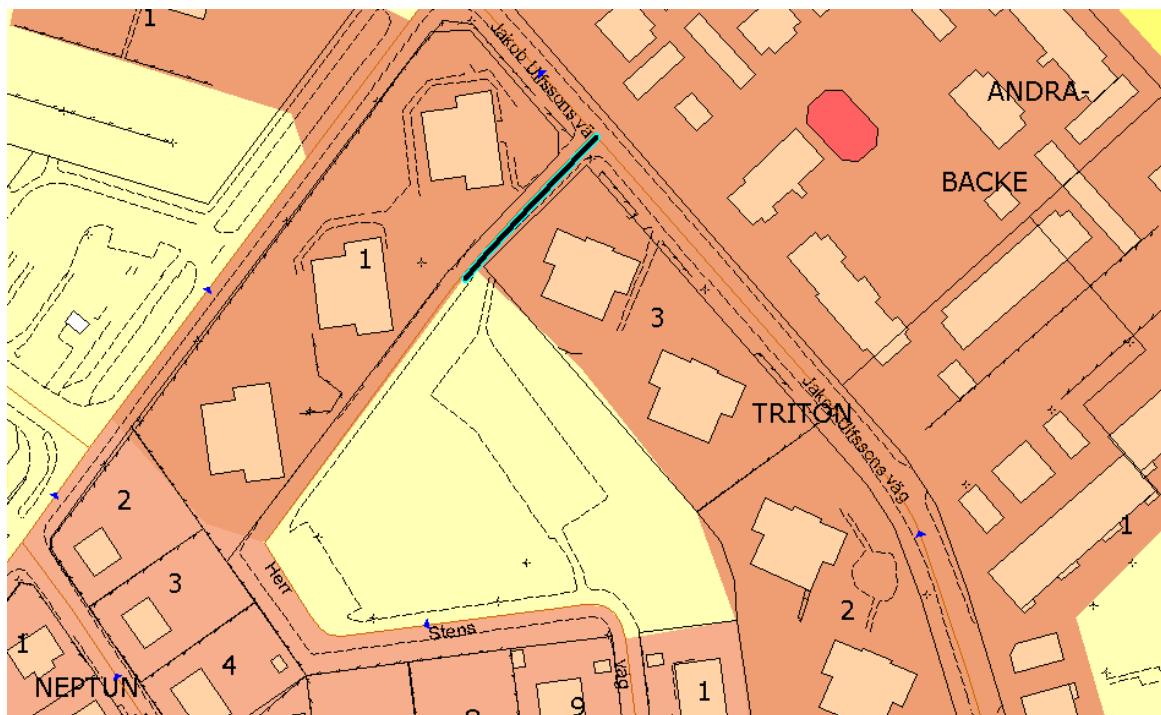 1
Jakob Ulfssons väg
ANDRA-
BACKE
1
3
TRITON
Jakob Ulfssons väg
2
1
3
Herr
2
Stens
väg
1
4
1
NEPTUN
9